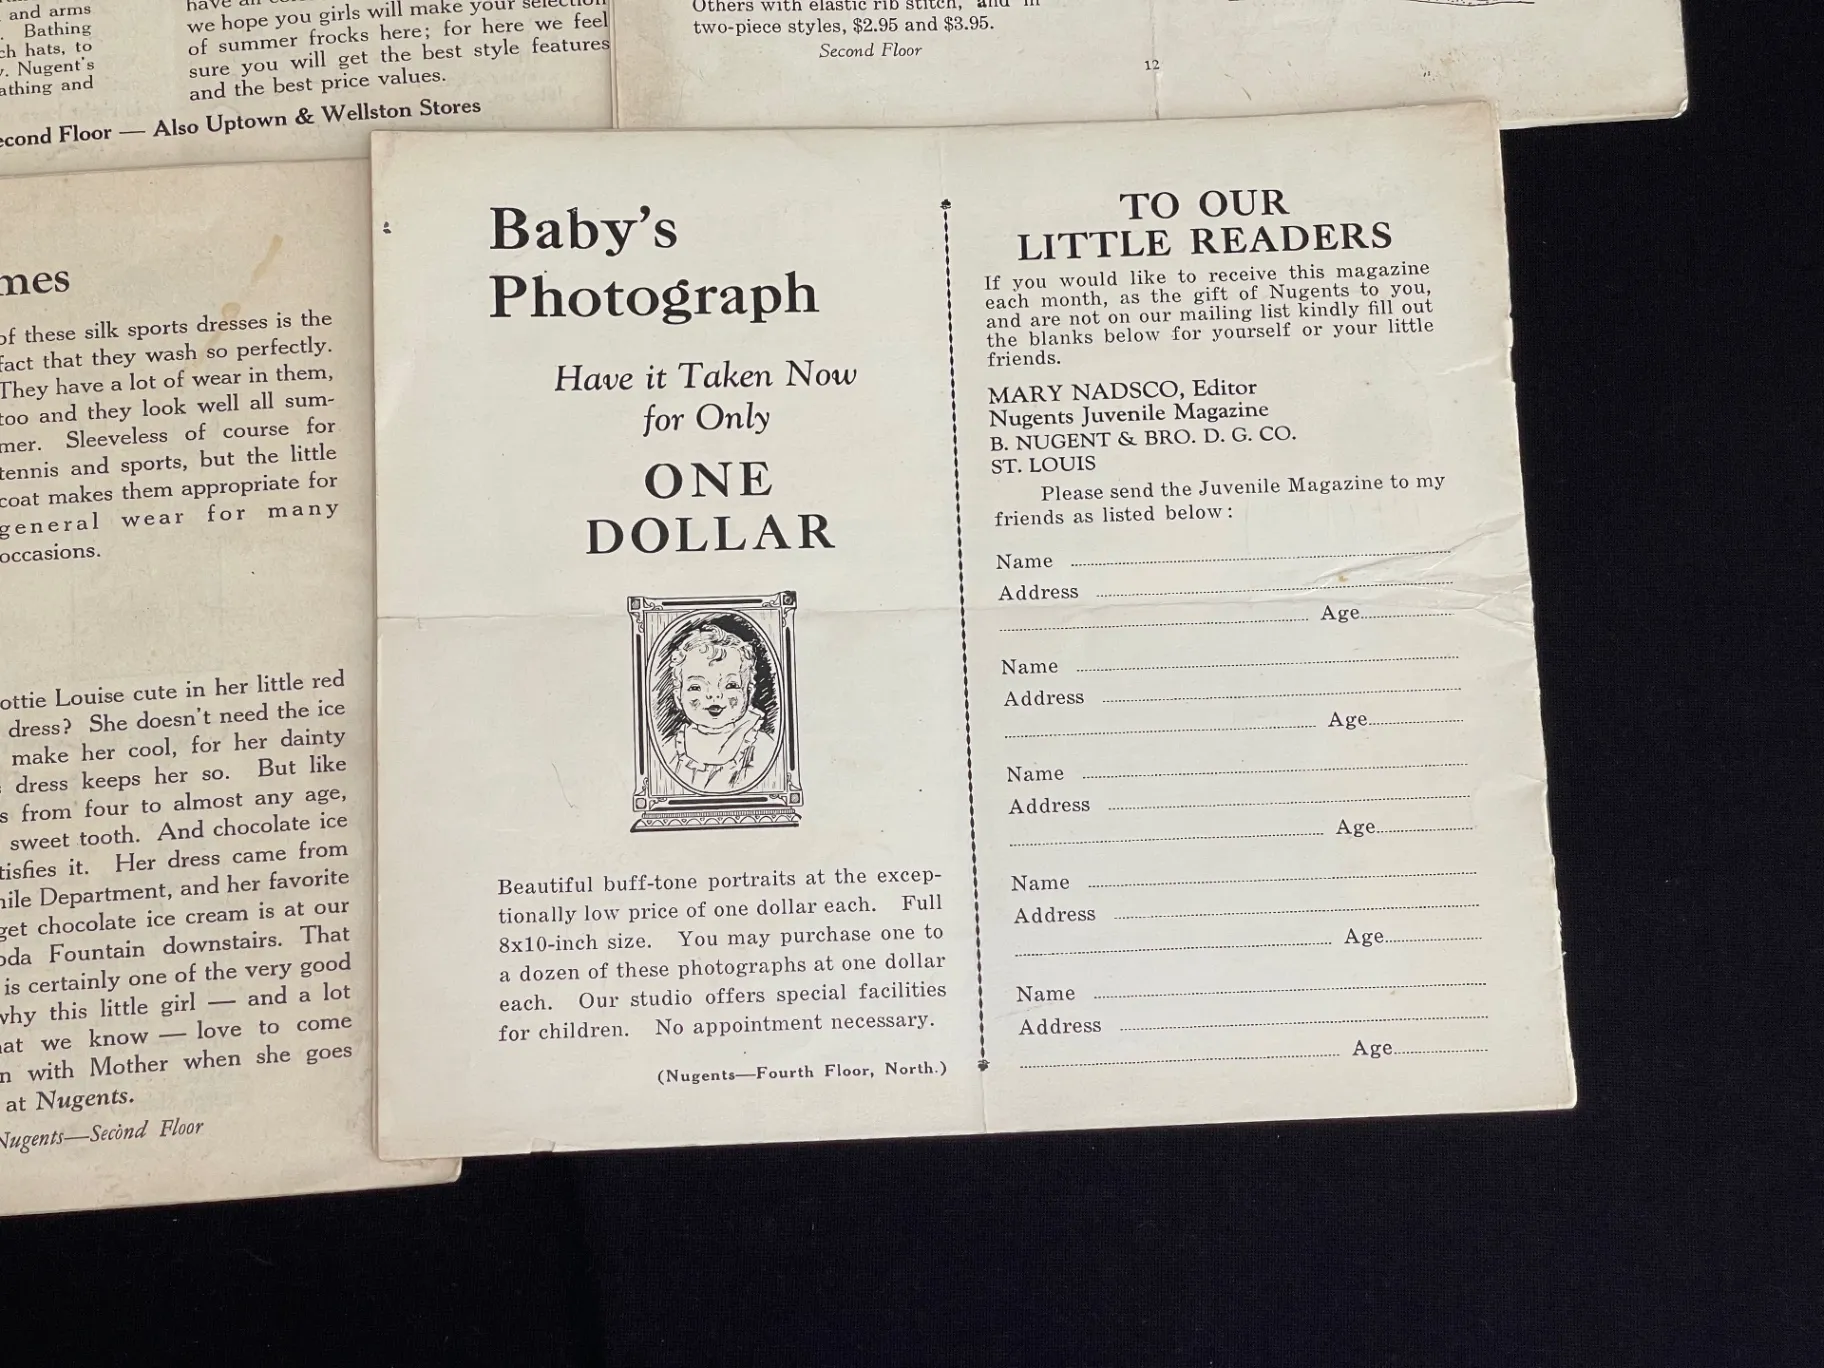 and arms
Bathing
ch hats, to
Nugent's
athing and
we hope you girls will make your selection
of summer frocks here; for here we feel
sure you will get the best style features
and the best price values.
econd Floor — Also Uptown & Wellston Stores
Others with elastic rib stitch, and in
two-piece styles, $2.95 and $3.95.
Second Floor
12
mes
of these silk sports dresses is the
fact that they wash so perfectly.
They have a lot of wear in them,
too and they look well all sum-
mer. Sleeveless of course for
tennis and sports, but the little
coat makes them appropriate for
general wear for many
occasions.
ottie Louise cute in her little red
dress? She doesn't need the ice
make her cool, for her dainty
dress keeps her so. But like
s from four to almost any age,
sweet tooth. And chocolate ice
tisfies it. Her dress came from
nile Department, and her favorite
get chocolate ice cream is at our
oda Fountain downstairs. That
is certainly one of the very good
why this little girl — and a lot
hat we know — love to come
n with Mother when she goes
at Nugents.
Nugents—Second Floor
Baby's
Photograph
Have it Taken Now
for Only
ONE
DOLLAR
Beautiful buff-tone portraits at the excep-
tionally low price of one dollar each. Full
8x10-inch size. You may purchase one to
a dozen of these photographs at one dollar
each. Our studio offers special facilities
for children. No appointment necessary.
(Nugents—Fourth Floor, North.)
TO OUR
LITTLE READERS
If you would like to receive this magazine
each month, as the gift of Nugents to you,
and are not on our mailing list kindly fill out
the blanks below for yourself or your little
friends.
MARY NADSCO, Editor
Nugents Juvenile Magazine
B. NUGENT & BRO. D. G. CO.
ST. LOUIS
Please send the Juvenile Magazine to my
friends as listed below:
Name
Address
Age
Name
Address
Age
Name
Address
Age
Name
Address
Age
Name
Address
Age